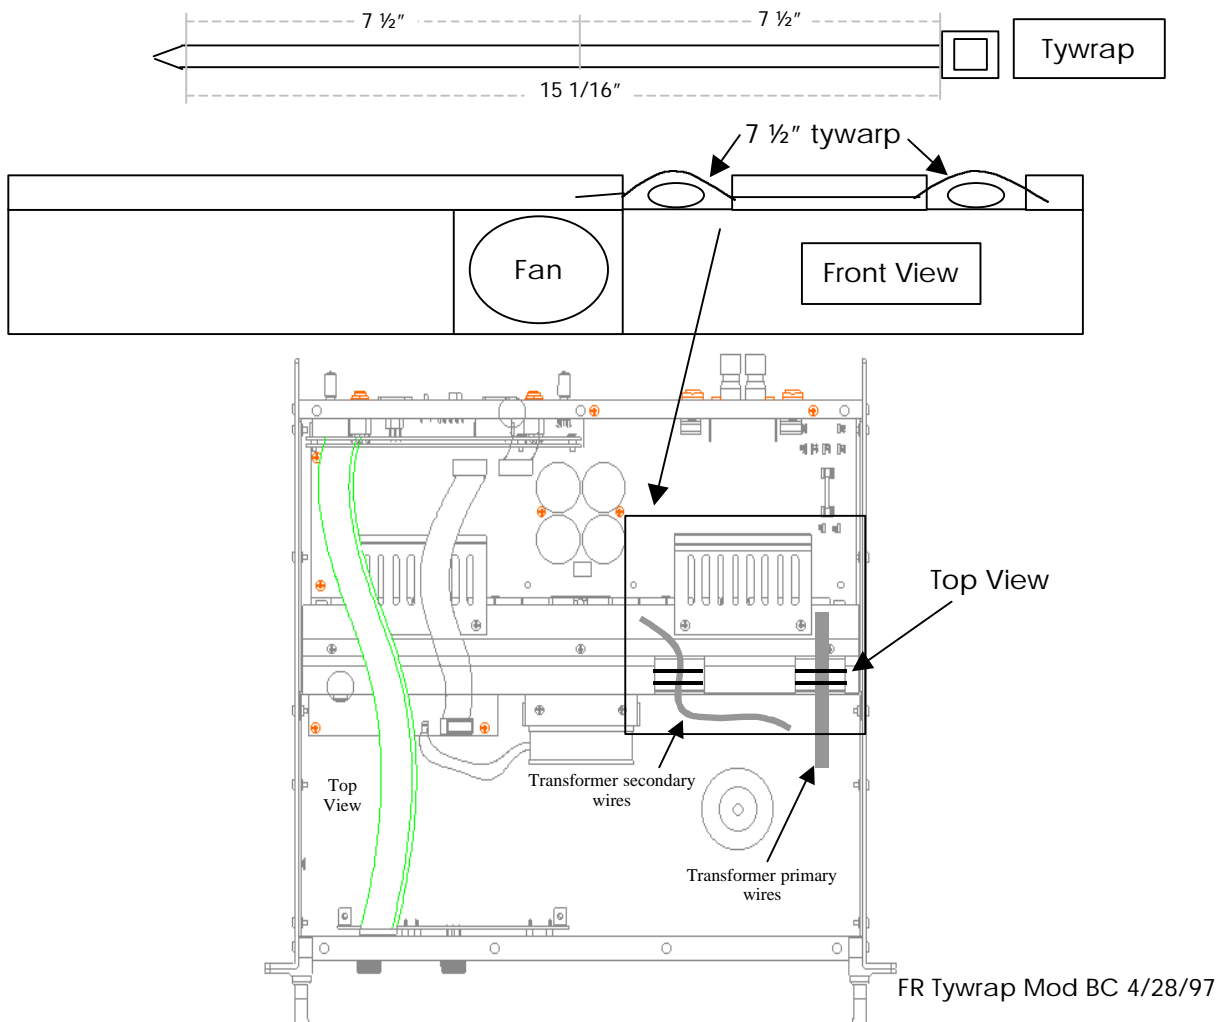 7 ½” 7 ½”
Tywrap
15 1/16”
7 ½” tywarp
Fan
Front View
Top View
Transformer secondary
wires
Top
View
Transformer primary
wires
FR Tywrap Mod BC 4/28/97